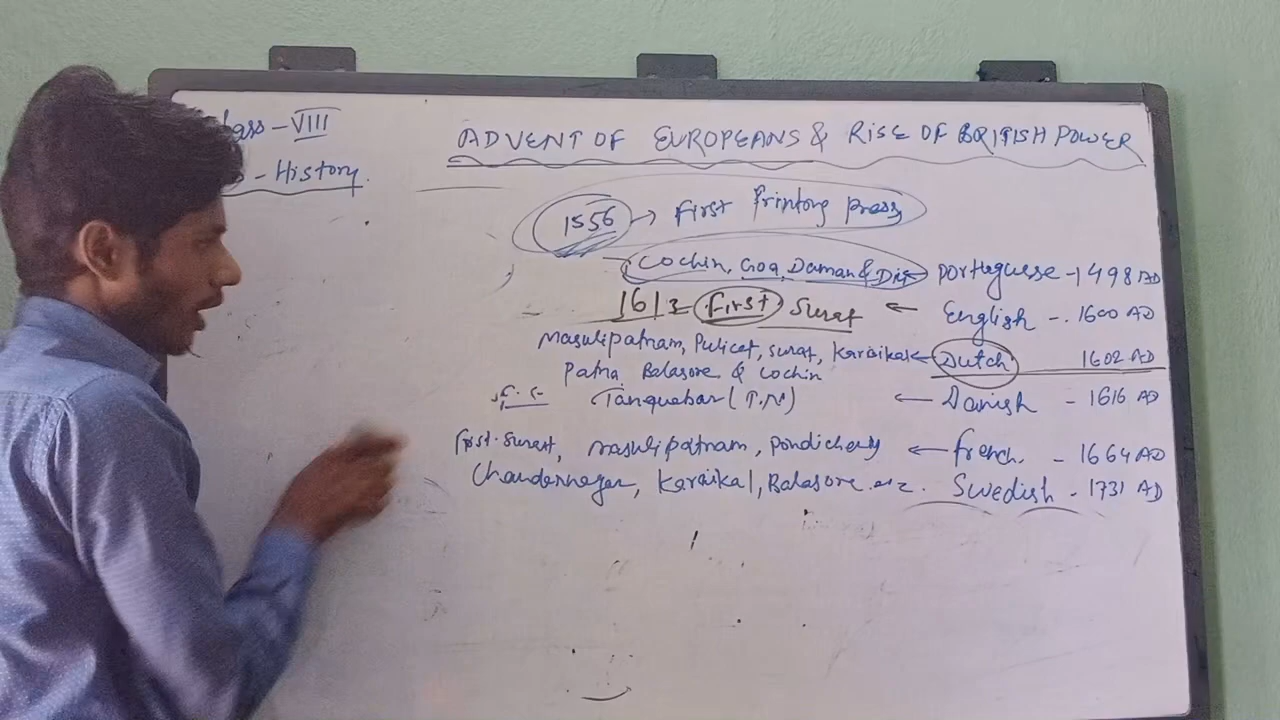 lass - VIII
- History
ADVENT OF EUROPEANS & RISE OF BRITISH POWER
1556 → First Printing Press
Cochin, Goa, Daman & Diu ← Portuguesse - 1498 AD
1613 - First Surat ← English - 1600 AD
Masulipatnam, Pulicat, Surat, Karaikal ← Dutch 1602 AD
Patna, Balasore & Cochin
Tanquebar (T.N) ← Danish - 1616 AD
First. Surat, Masulipatnam, Pondicherry ← French. - 1664 AD
Chandernagar, Karaikal, Balasore etc. Swedish - 1731 AD